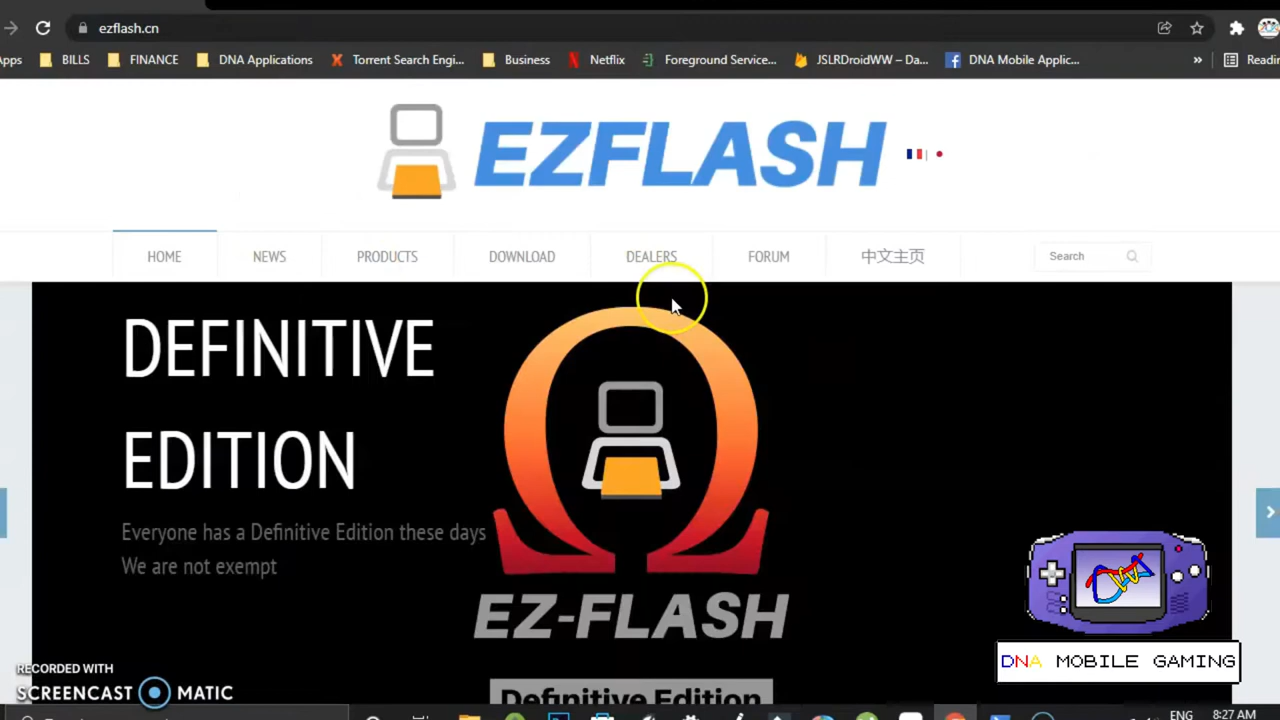 ezflash.cn
Apps BILLS FINANCE DNA Applications Torrent Search Engi... Business Netflix Foreground Service... JSLRDroidWW – Da... DNA Mobile Applic... »
EZFLASH
HOME NEWS PRODUCTS DOWNLOAD DEALERS FORUM 中文主页 Search
DEFINITIVE
EDITION
Everyone has a Definitive Edition these days
We are not exempt
EZ-FLASH
Definitive Edition
DNA MOBILE GAMING
RECORDED WITH
SCREENCAST MATIC
ENG 8:27 AM